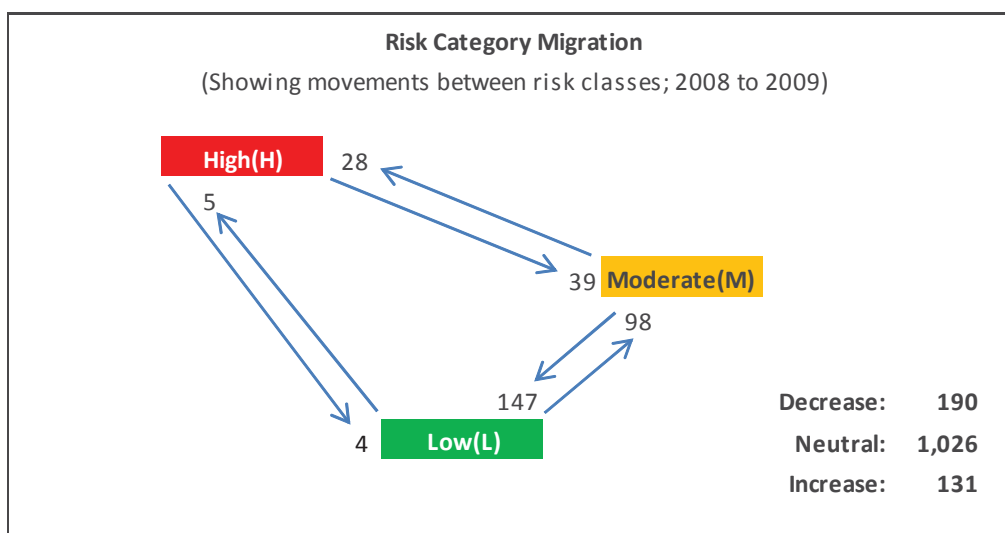 Risk Category Migration
(Showing movements between risk classes; 2008 to 2009)
High(H)
28
5
39
Moderate(M)
98
147
4
Low(L)
Decrease: 190
Neutral: 1,026
Increase: 131